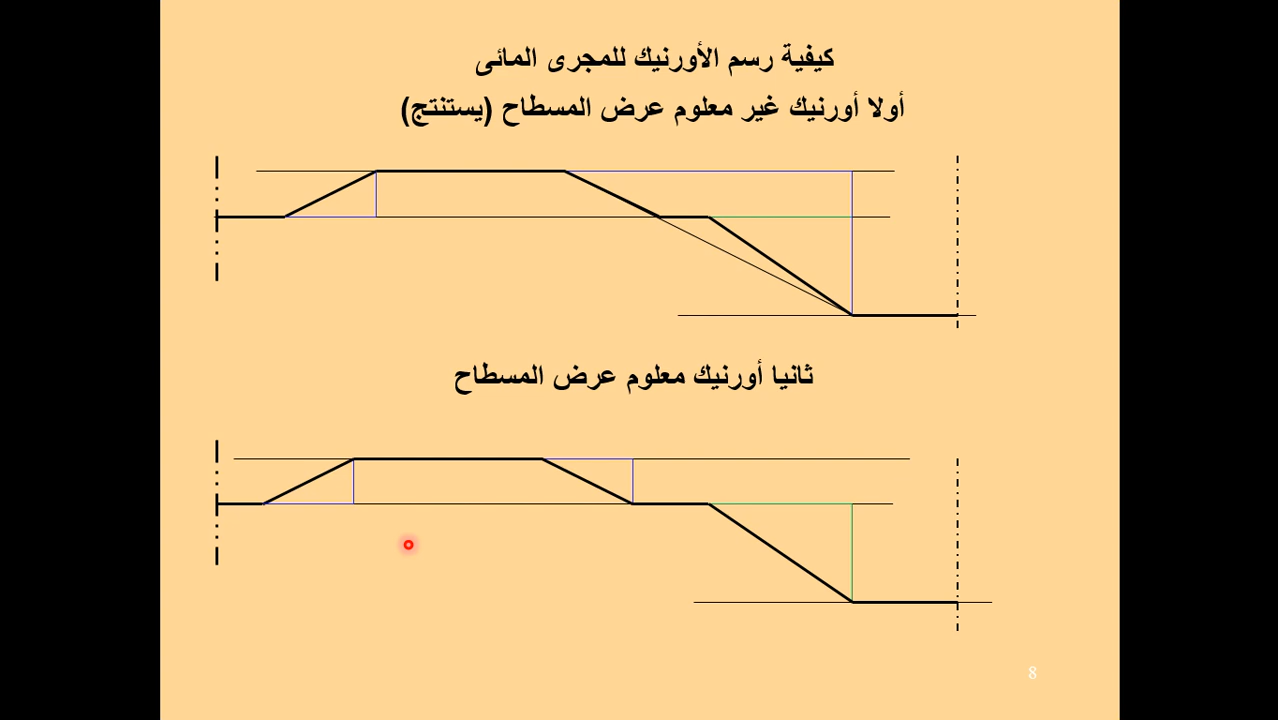 كيفية رسم الأورنيك للمجرى المائى
أولا أورنيك غير معلوم عرض المسطاح (يستنتج)
ثانيا أورنيك معلوم عرض المسطاح
8